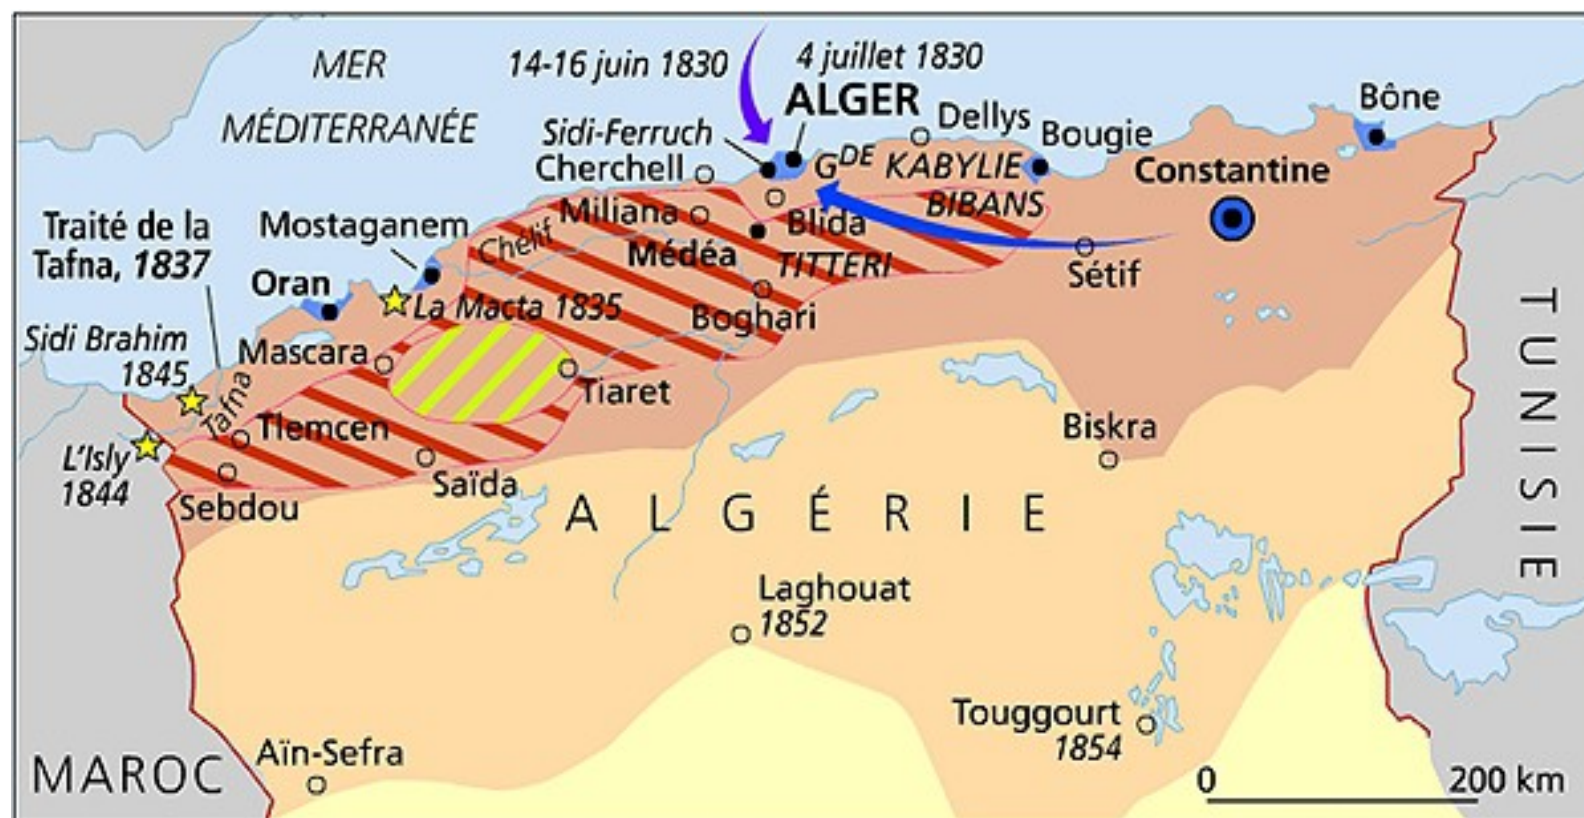 MER
MÉDITERRANÉE
14-16 juin 1830
4 juillet 1830
ALGER
Sidi-Ferruch
Cherchell
Dellys
Bougie
Bône
GDE KABYLIE
BIBANS
Constantine
Traité de la
Tafna, 1837
Mostaganem
Chélif
Miliana
Blida
Médéa
TITTERI
Sétif
Oran
La Macta 1835
Boghari
Sidi Brahim
1845
Mascara
Tiaret
Tafna
Tlemcen
L'Isly
1844
Saïda
Sebdou
Biskra
ALGÉRIE
TUNISIE
Laghouat
1852
Touggourt
1854
Aïn-Sefra
MAROC
0
200 km